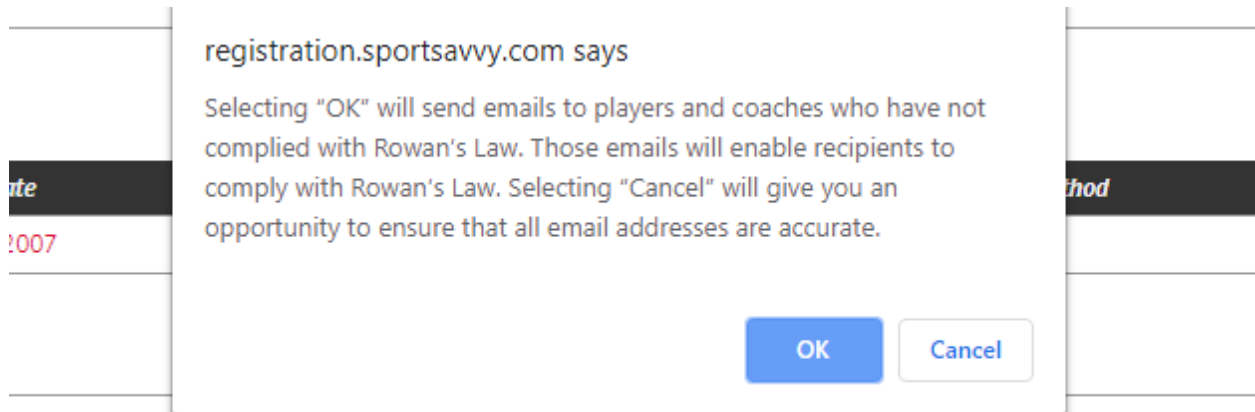 registration.sportsavvy.com says
Selecting “OK” will send emails to players and coaches who have not
complied with Rowan’s Law. Those emails will enable recipients to
comply with Rowan’s Law. Selecting “Cancel” will give you an
opportunity to ensure that all email addresses are accurate.
2007
OK Cancel